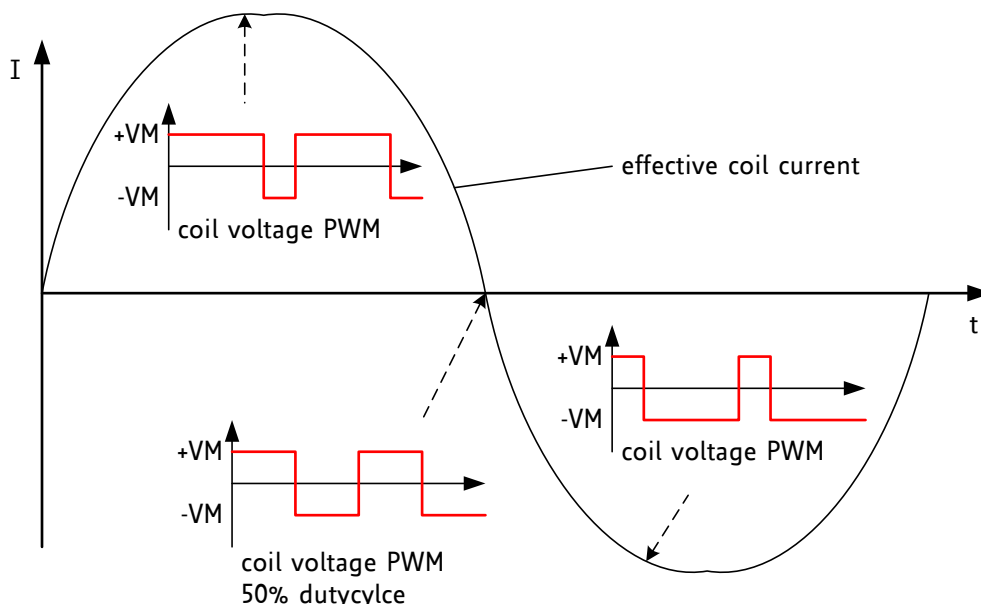 I
+VM
-VM
coil voltage PWM
effective coil current
t
+VM
-VM
coil voltage PWM
+VM
-VM
coil voltage PWM
50% dutycylce